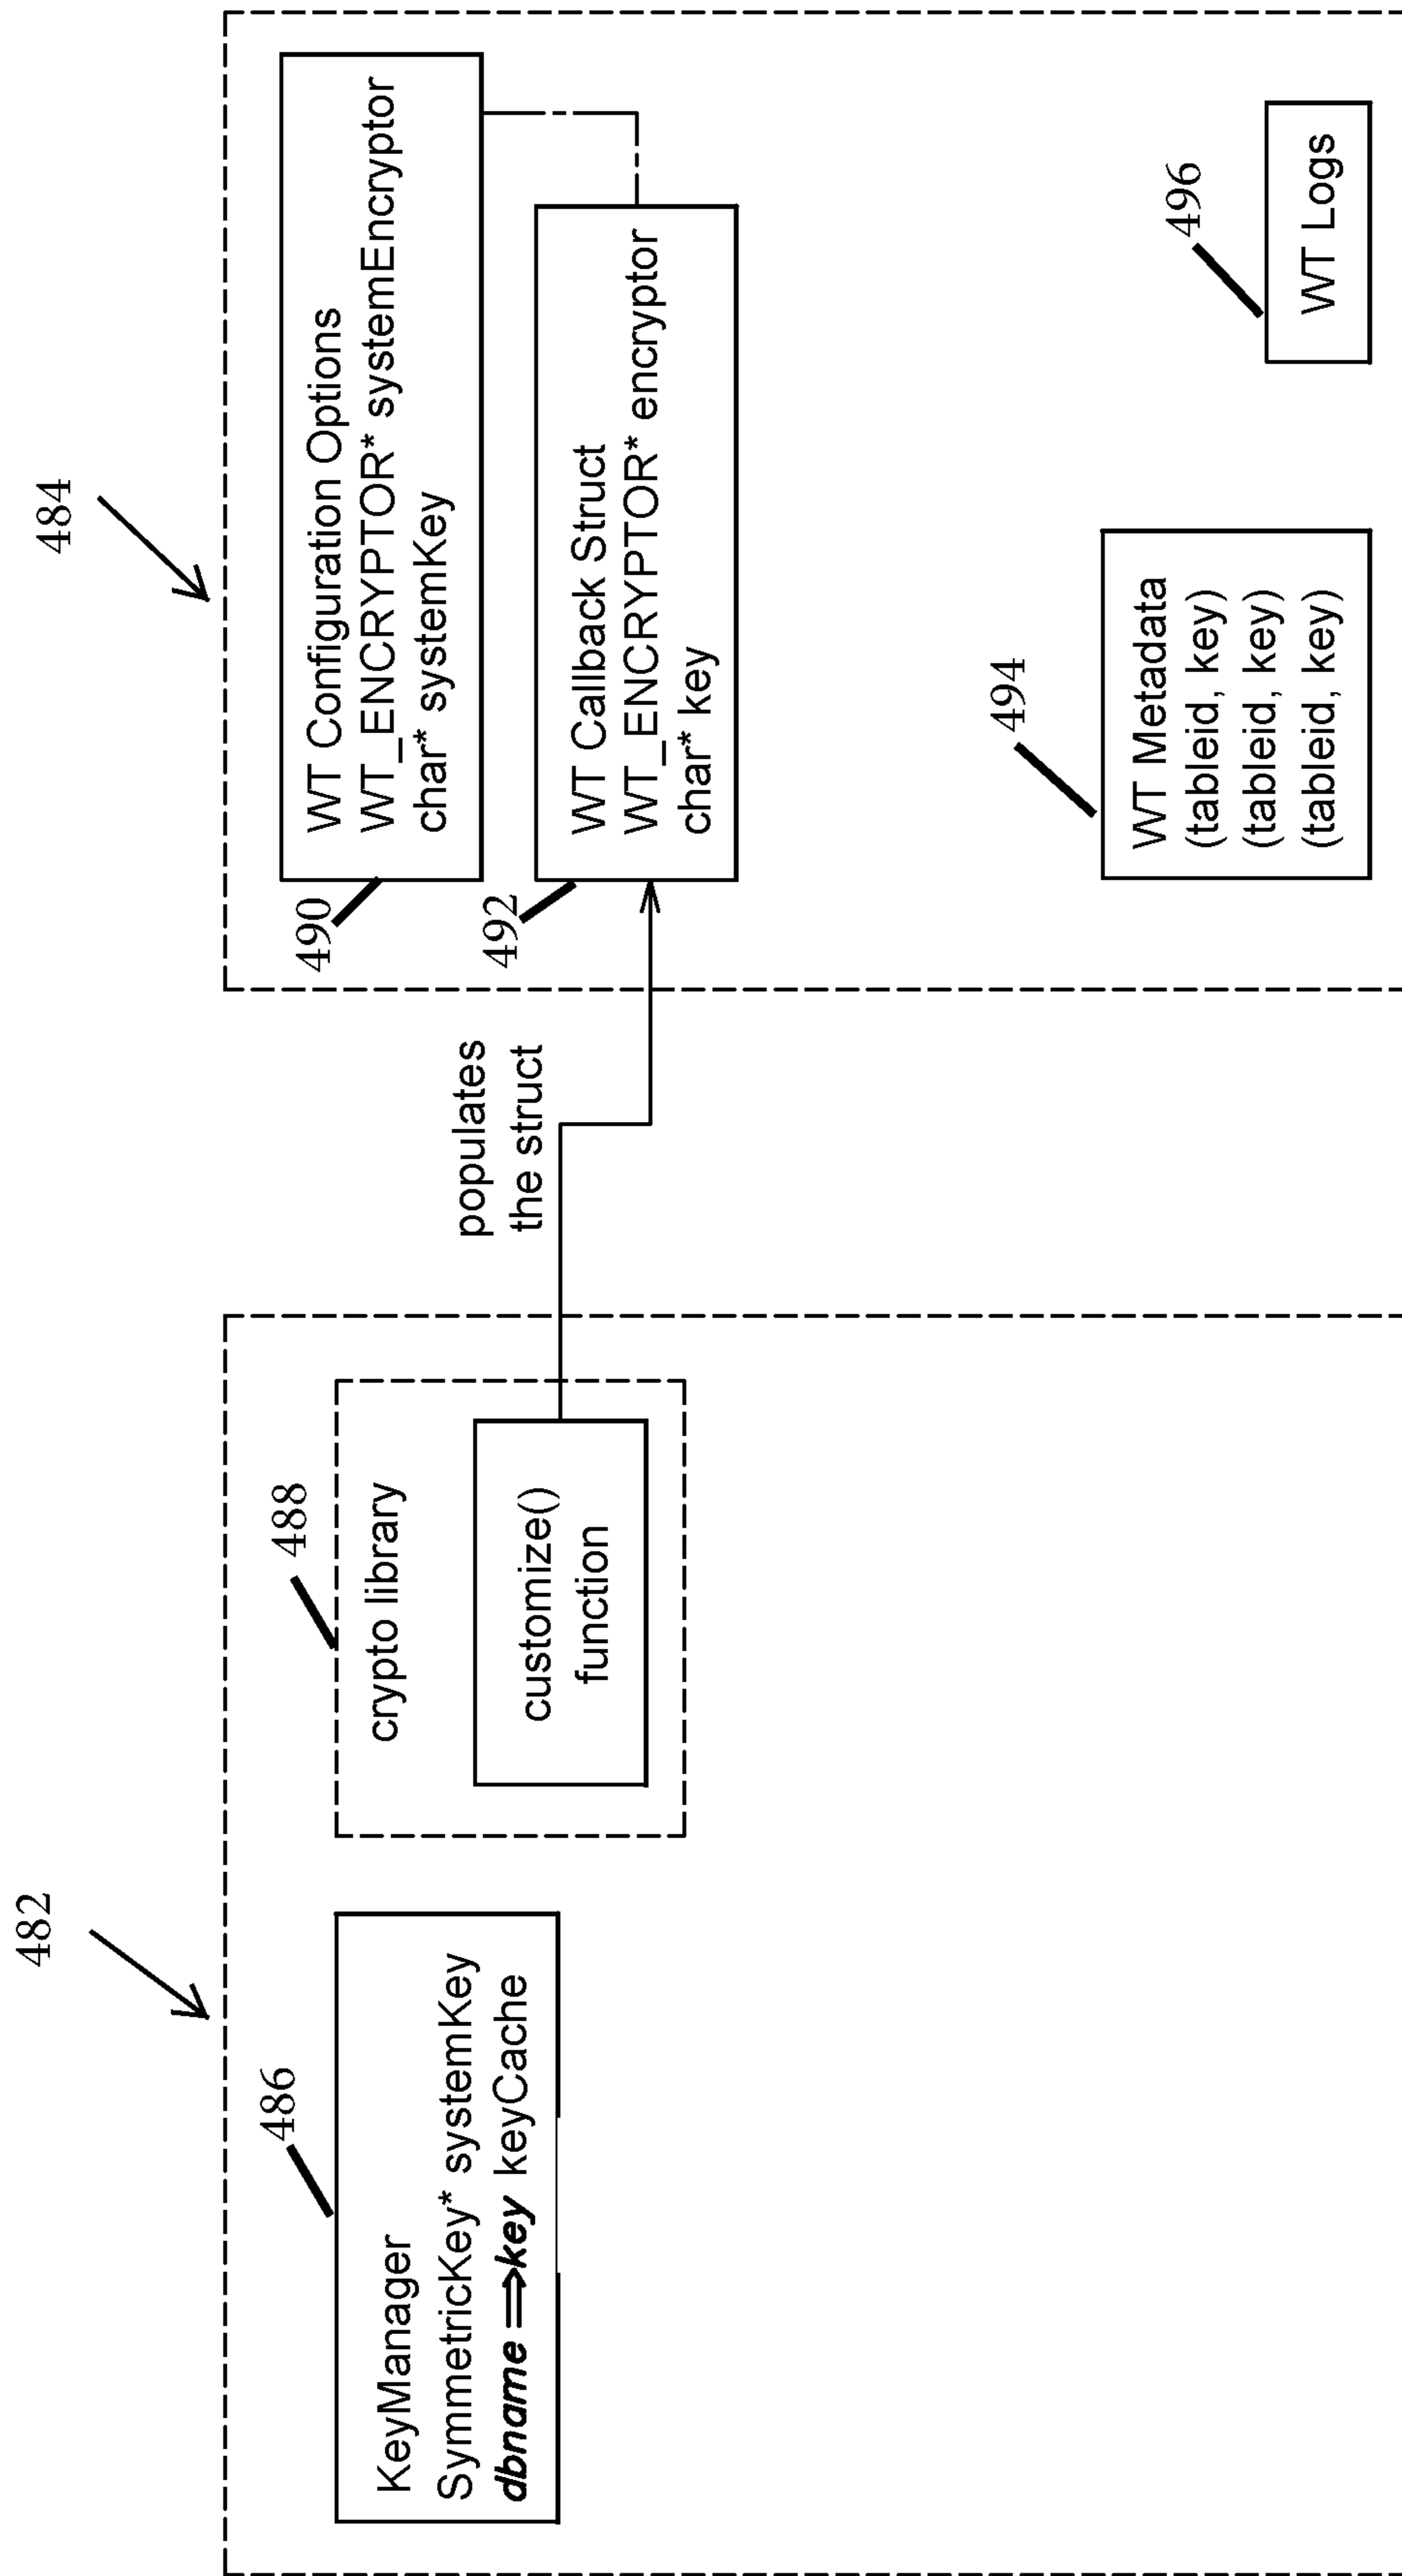 482
484
486
KeyManager
SymmetricKey* systemKey
dbname ⇒key keyCache
488
crypto library
customize()
function
populates
the struct
490
WT Configuration Options
WT_ENCRYPTOR* systemEncryptor
char* systemKey
492
WT Callback Struct
WT_ENCRYPTOR* encryptor
char* key
494
WT Metadata
(tableid, key)
(tableid, key)
(tableid, key)
496
WT Logs